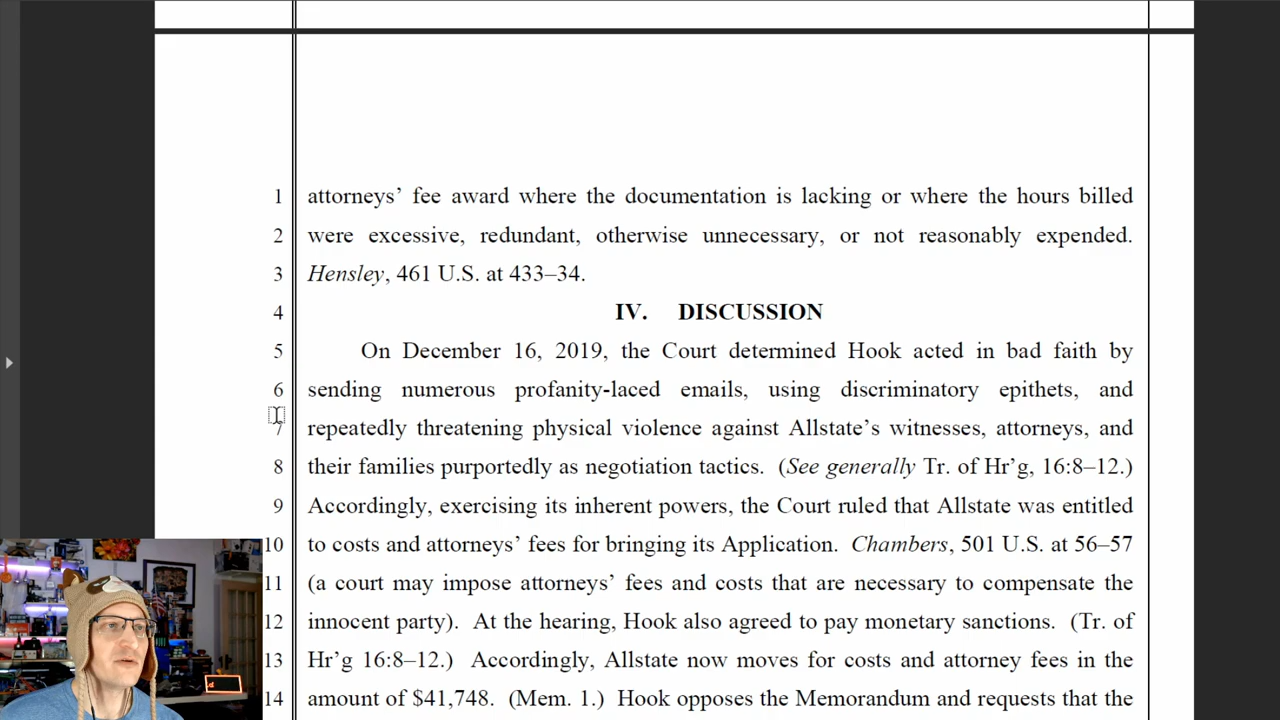 1 attorneys’ fee award where the documentation is lacking or where the hours billed
2 were excessive, redundant, otherwise unnecessary, or not reasonably expended.
3 Hensley, 461 U.S. at 433–34.
4 IV. DISCUSSION
5 On December 16, 2019, the Court determined Hook acted in bad faith by
6 sending numerous profanity-laced emails, using discriminatory epithets, and
7 repeatedly threatening physical violence against Allstate’s witnesses, attorneys, and
8 their families purportedly as negotiation tactics. (See generally Tr. of Hr’g, 16:8–12.)
9 Accordingly, exercising its inherent powers, the Court ruled that Allstate was entitled
10 to costs and attorneys’ fees for bringing its Application. Chambers, 501 U.S. at 56–57
11 (a court may impose attorneys’ fees and costs that are necessary to compensate the
12 innocent party). At the hearing, Hook also agreed to pay monetary sanctions. (Tr. of
13 Hr’g 16:8–12.) Accordingly, Allstate now moves for costs and attorney fees in the
14 amount of $41,748. (Mem. 1.) Hook opposes the Memorandum and requests that the